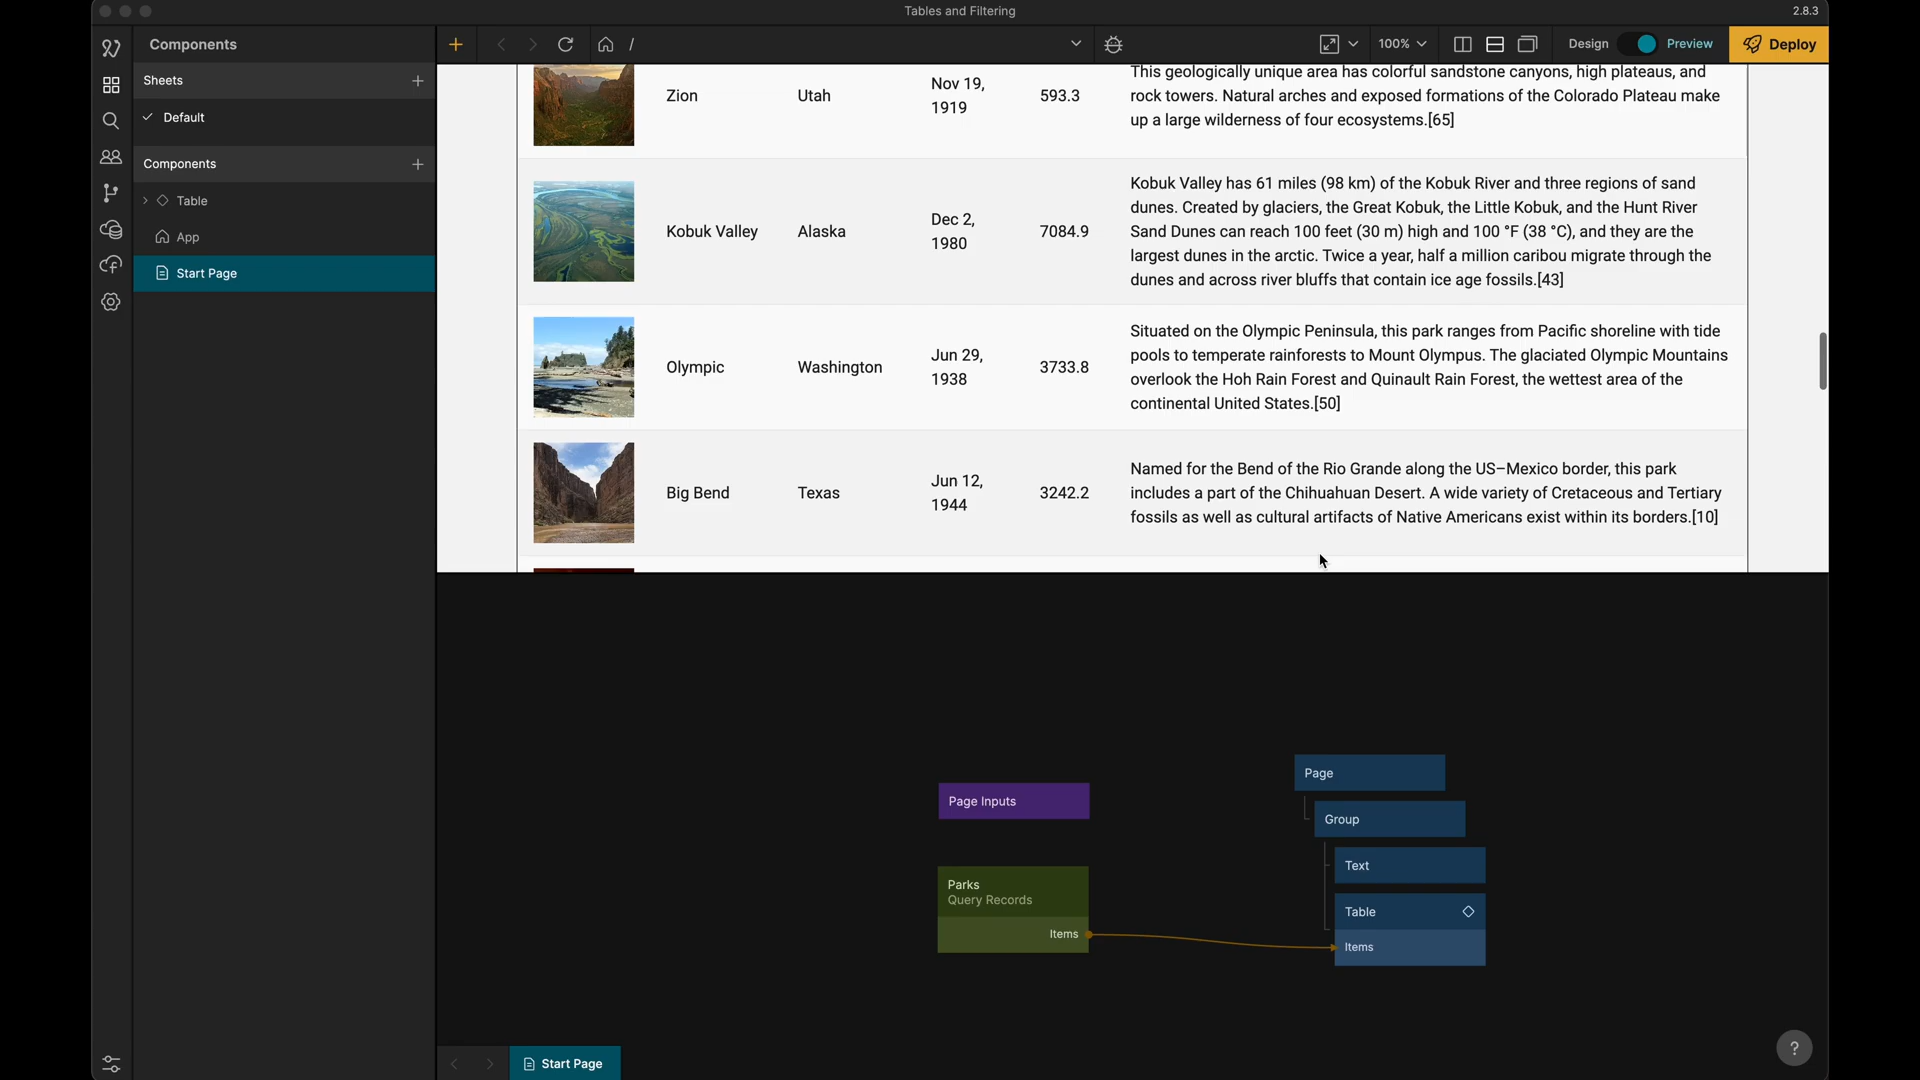 Tables and Filtering
2.8.3
Components
/
100%
Design
Preview
Deploy
Sheets
Default
Components
Table
App
Start Page
Zion
Utah
Nov 19,
1919
593.3
This geologically unique area has colorful sandstone canyons, high plateaus, and
rock towers. Natural arches and exposed formations of the Colorado Plateau make
up a large wilderness of four ecosystems.[65]
Kobuk Valley
Alaska
Dec 2,
1980
7084.9
Kobuk Valley has 61 miles (98 km) of the Kobuk River and three regions of sand
dunes. Created by glaciers, the Great Kobuk, the Little Kobuk, and the Hunt River
Sand Dunes can reach 100 feet (30 m) high and 100 °F (38 °C), and they are the
largest dunes in the arctic. Twice a year, half a million caribou migrate through the
dunes and across river bluffs that contain ice age fossils.[43]
Olympic
Washington
Jun 29,
1938
3733.8
Situated on the Olympic Peninsula, this park ranges from Pacific shoreline with tide
pools to temperate rainforests to Mount Olympus. The glaciated Olympic Mountains
overlook the Hoh Rain Forest and Quinault Rain Forest, the wettest area of the
continental United States.[50]
Big Bend
Texas
Jun 12,
1944
3242.2
Named for the Bend of the Rio Grande along the US–Mexico border, this park
includes a part of the Chihuahuan Desert. A wide variety of Cretaceous and Tertiary
fossils as well as cultural artifacts of Native Americans exist within its borders.[10]
Page Inputs
Parks
Query Records
Items
Page
Group
Text
Table
Items
Start Page
?